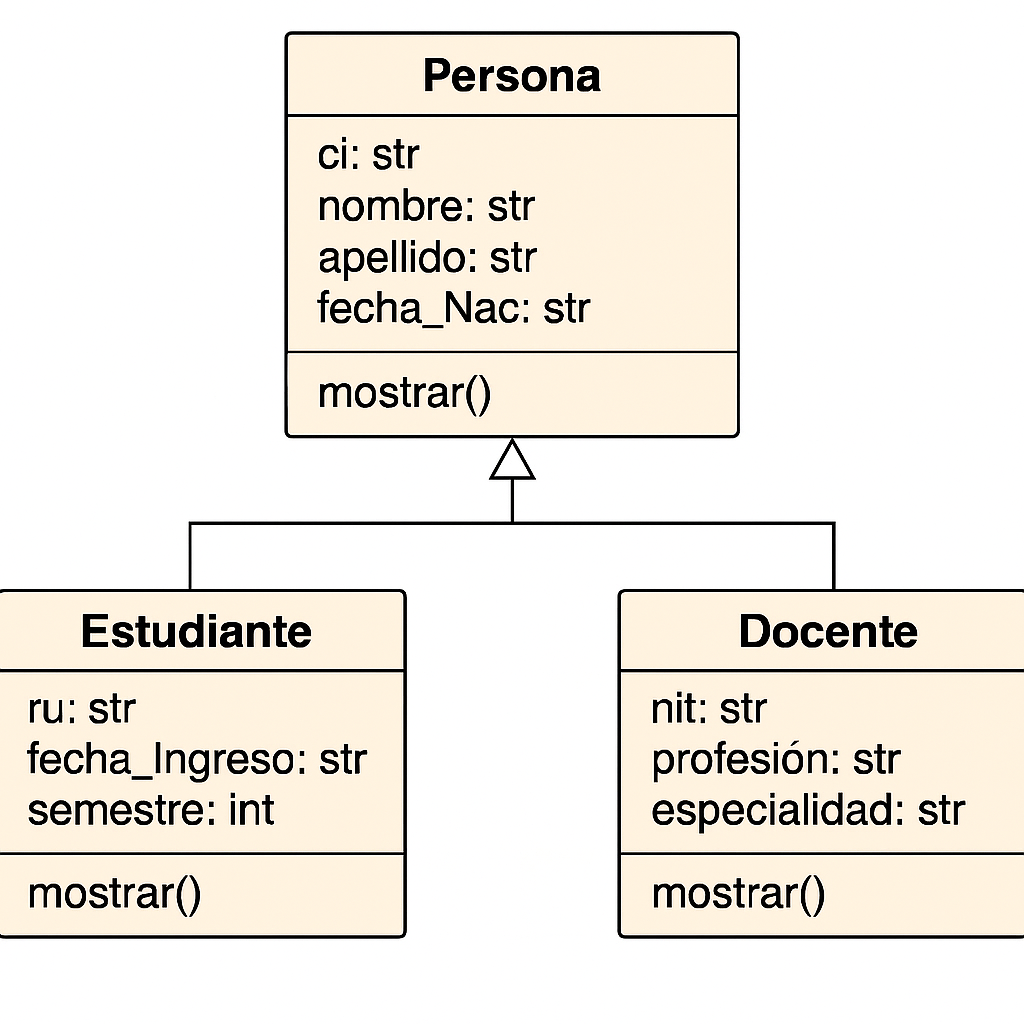 Persona
ci: str
nombre: str
apellido: str
fecha_Nac: str
mostrar()
Estudiante
ru: str
fecha_Ingreso: str
semestre: int
mostrar()
Docente
nit: str
profesión: str
especialidad: str
mostrar()